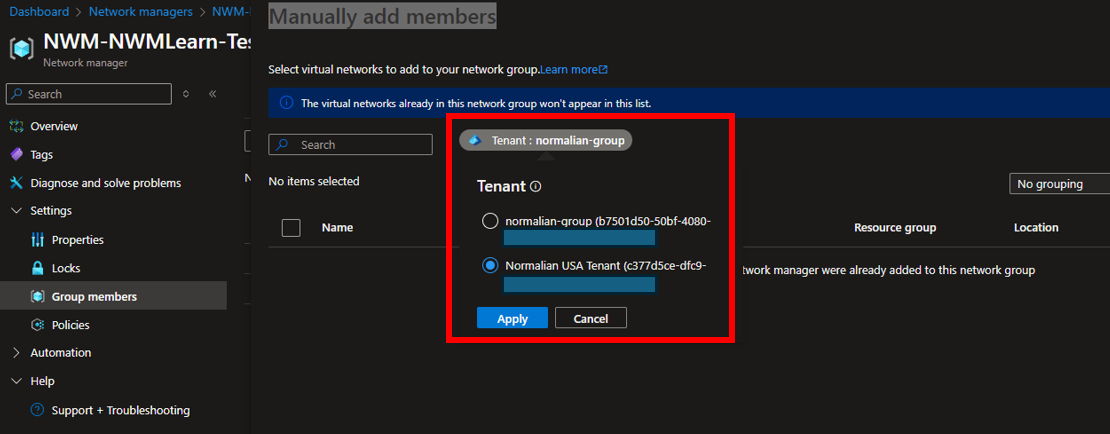 Dashboard > Network managers > NWM-
NWM-NWMLearn-Tes
Network manager
Search
Overview
Tags
Diagnose and solve problems
Settings
Properties
Locks
Group members
Policies
Automation
Help
Support + Troubleshooting
Manually add members
Select virtual networks to add to your network group.Learn more
The virtual networks already in this network group won't appear in this list.
Search
Tenant : normalian-group
No items selected
No grouping
Name
Resource group
Location
Tenant
normalian-group (b7501d50-50bf-4080-
Normalian USA Tenant (c377d5ce-dfc9-
Apply
Cancel
twork manager were already added to this network group